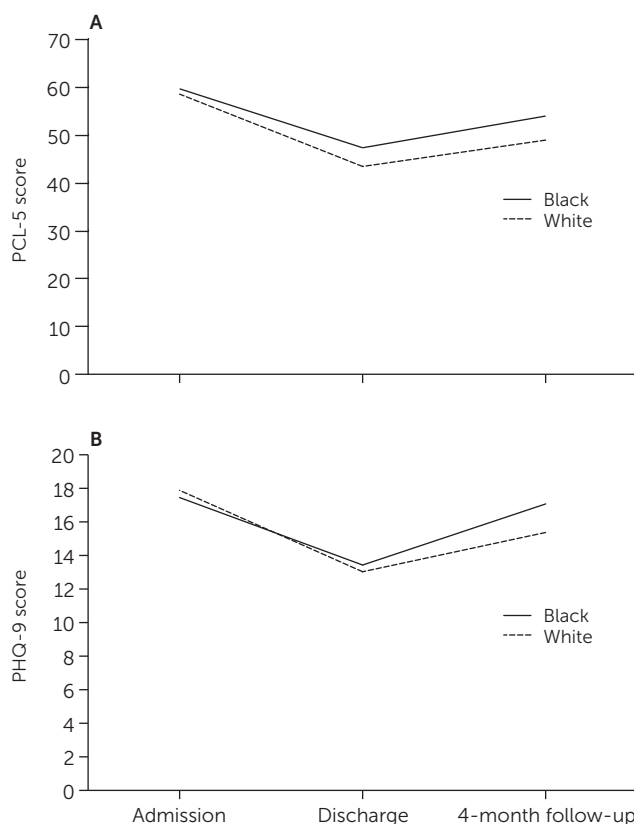 A
70
60
50
40
30
20
10
0
PCL-5 score
Black
White
B
20
18
16
14
12
10
8
6
4
2
0
PHQ-9 score
Black
White
Admission Discharge 4-month follow-up